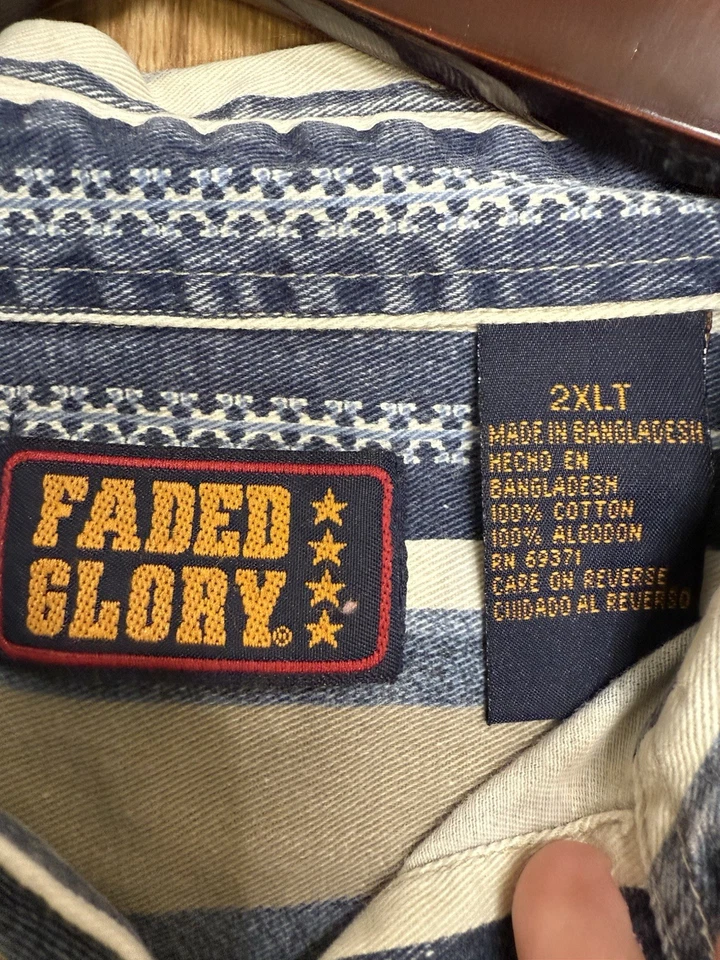 FADED
GLORY®
2XLT
MADE IN BANGLADESH
HECHO EN
BANGLADESH
100% COTTON
100% ALGODON
RN 69371
CARE ON REVERSE
CUIDADO AL REVERSO